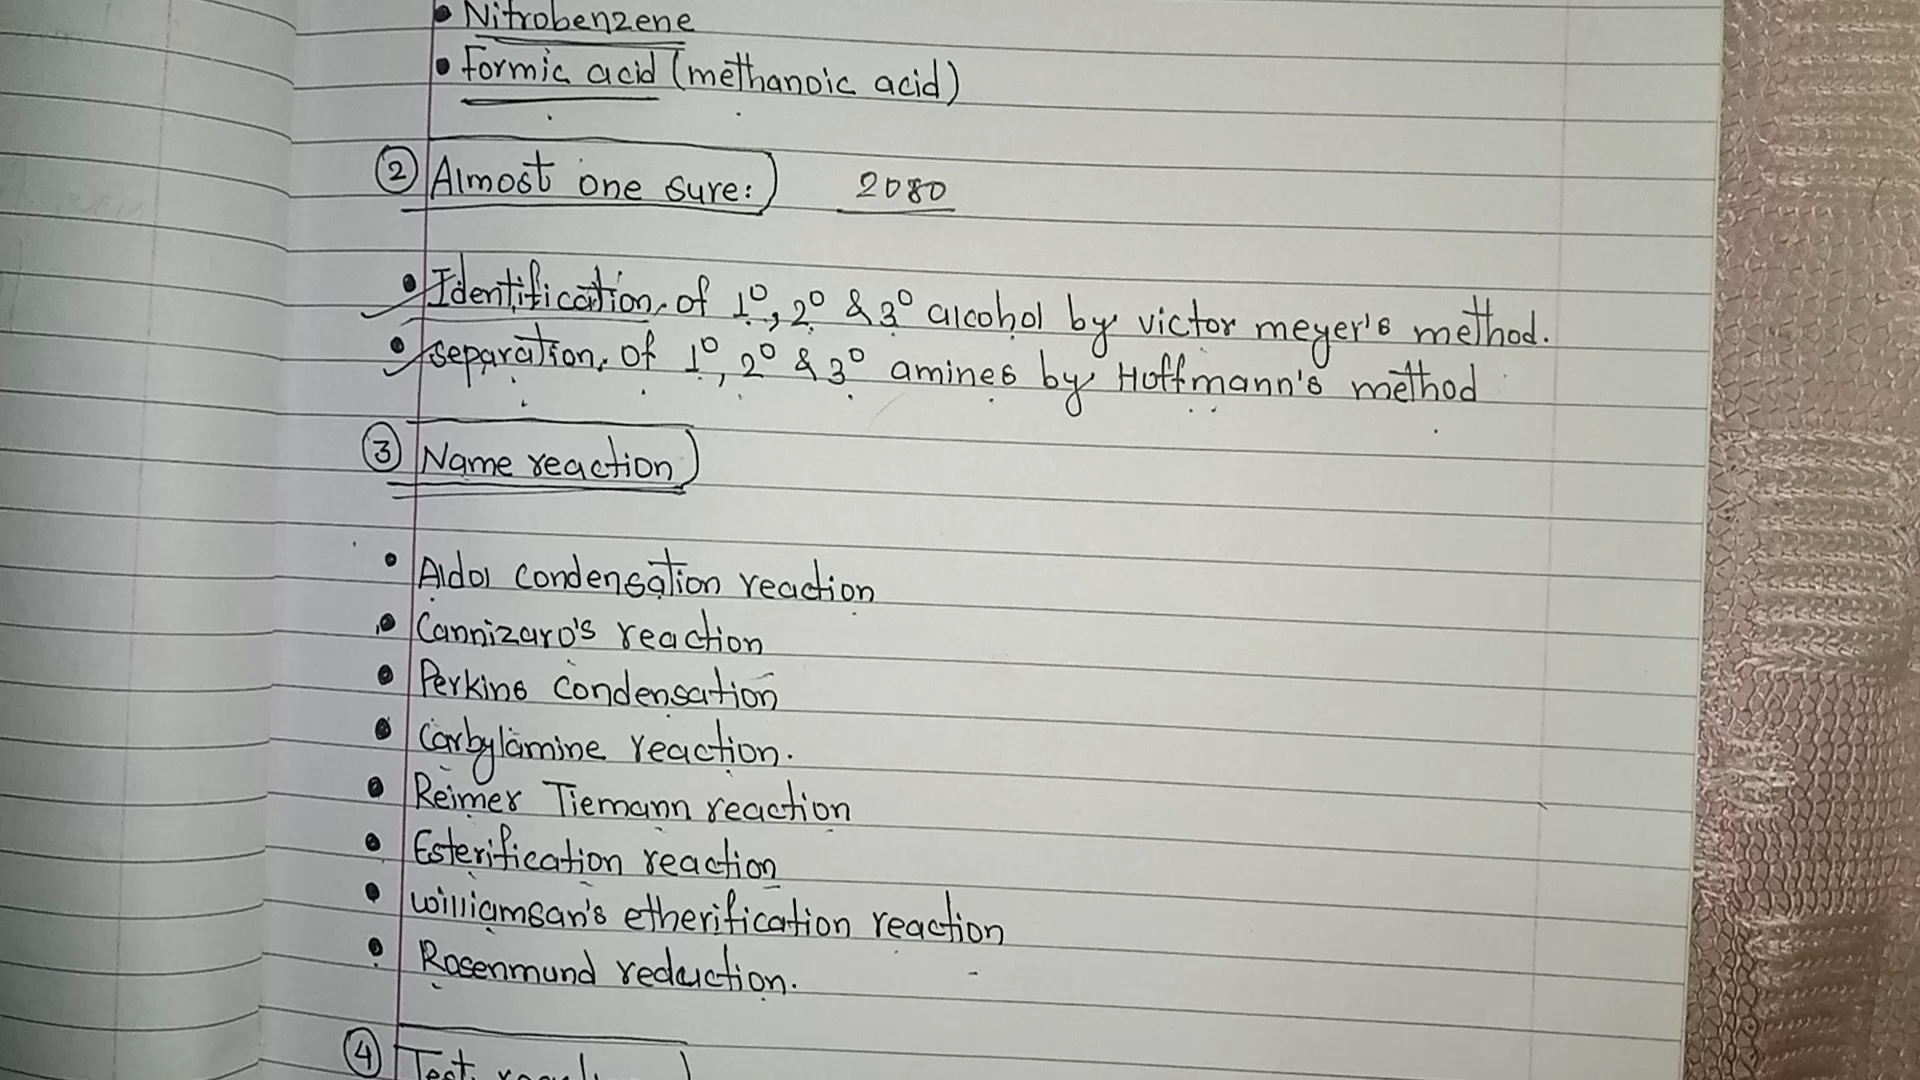 • Nitrobenzene
• Formic acid (methanoic acid)
② Almost one sure: 2080
• Identification of 1°, 2° & 3° alcohol by victor meyer's method.
• separation of 1°, 2° & 3° amines by Hoffmann's method
③ Name reaction
• Aldol condensation reaction
• Cannizaro's reaction
• Perkins condensation
• Carbylamine reaction.
• Reimer Tiemann reaction
• Esterification reaction
• williamsan's etherification reaction
• Rosenmund reduction.
④ Test